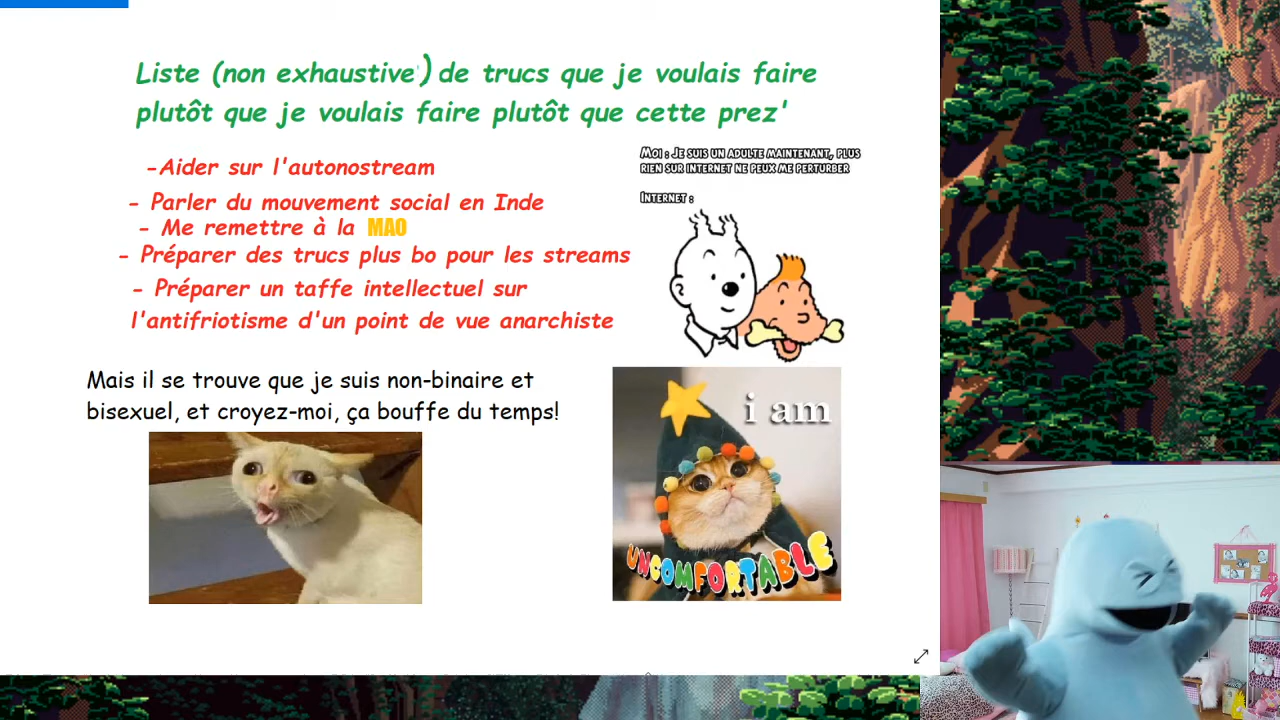 Liste (non exhaustive') de trucs que je voulais faire
plutôt que je voulais faire plutôt que cette prez'
-Aider sur l'autonostream
- Parler du mouvement social en Inde
- Me remettre à la MAO
- Préparer des trucs plus bo pour les streams
- Préparer un taffe intellectuel sur
l'antifriotisme d'un point de vue anarchiste
Moi : Je suis un adulte maintenant, plus
rien sur internet ne peux me perturber
Internet :
Mais il se trouve que je suis non-binaire et
bisexuel, et croyez-moi, ça bouffe du temps!
i am
UNCOMFORTABLE